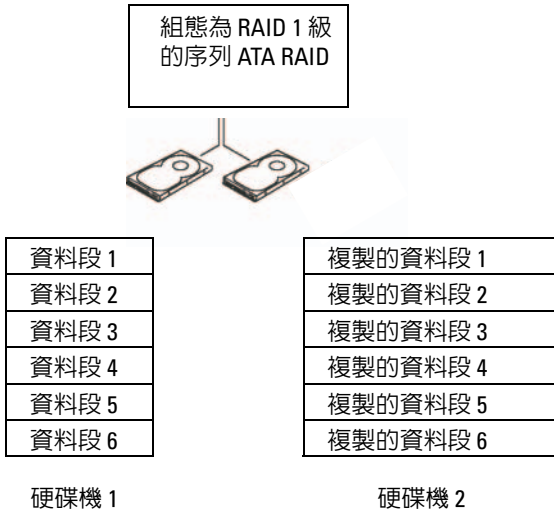 組態為 RAID 1 級
的序列 ATA RAID
資料段 1
資料段 2
資料段 3
資料段 4
資料段 5
資料段 6
硬碟機 1
複製的資料段 1
複製的資料段 2
複製的資料段 3
複製的資料段 4
複製的資料段 5
複製的資料段 6
硬碟機 2